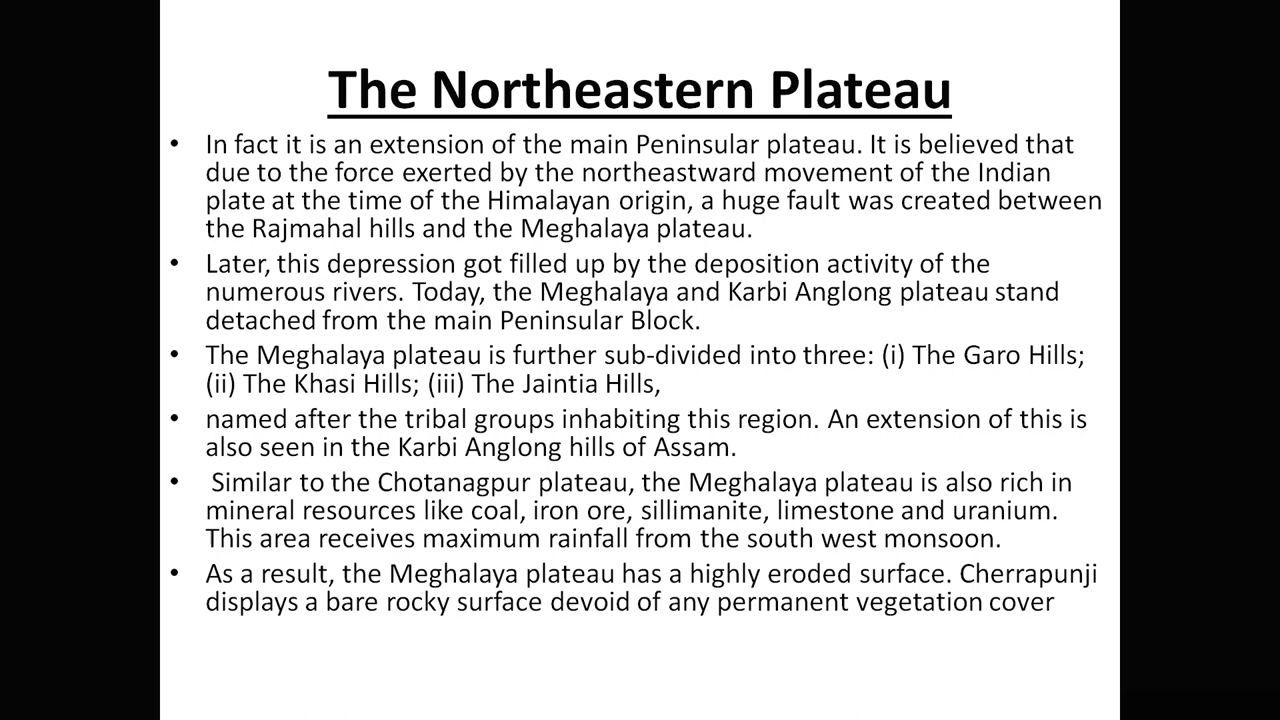 The Northeastern Plateau
• In fact it is an extension of the main Peninsular plateau. It is believed that
due to the force exerted by the northeastward movement of the Indian
plate at the time of the Himalayan origin, a huge fault was created between
the Rajmahal hills and the Meghalaya plateau.
• Later, this depression got filled up by the deposition activity of the
numerous rivers. Today, the Meghalaya and Karbi Anglong plateau stand
detached from the main Peninsular Block.
• The Meghalaya plateau is further sub-divided into three: (i) The Garo Hills;
(ii) The Khasi Hills; (iii) The Jaintia Hills,
• named after the tribal groups inhabiting this region. An extension of this is
also seen in the Karbi Anglong hills of Assam.
• Similar to the Chotanagpur plateau, the Meghalaya plateau is also rich in
mineral resources like coal, iron ore, sillimanite, limestone and uranium.
This area receives maximum rainfall from the south west monsoon.
• As a result, the Meghalaya plateau has a highly eroded surface. Cherrapunji
displays a bare rocky surface devoid of any permanent vegetation cover